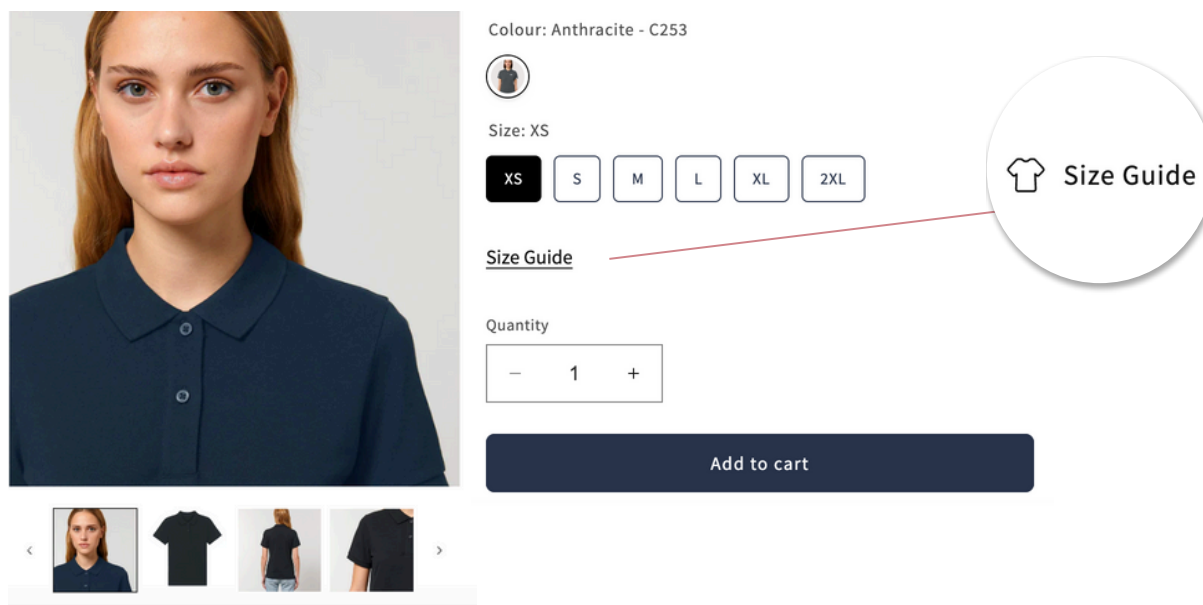 Colour: Anthracite - C253
Size: XS
XS S M L XL 2XL
Size Guide
Size Guide
Quantity
− 1 +
Add to cart